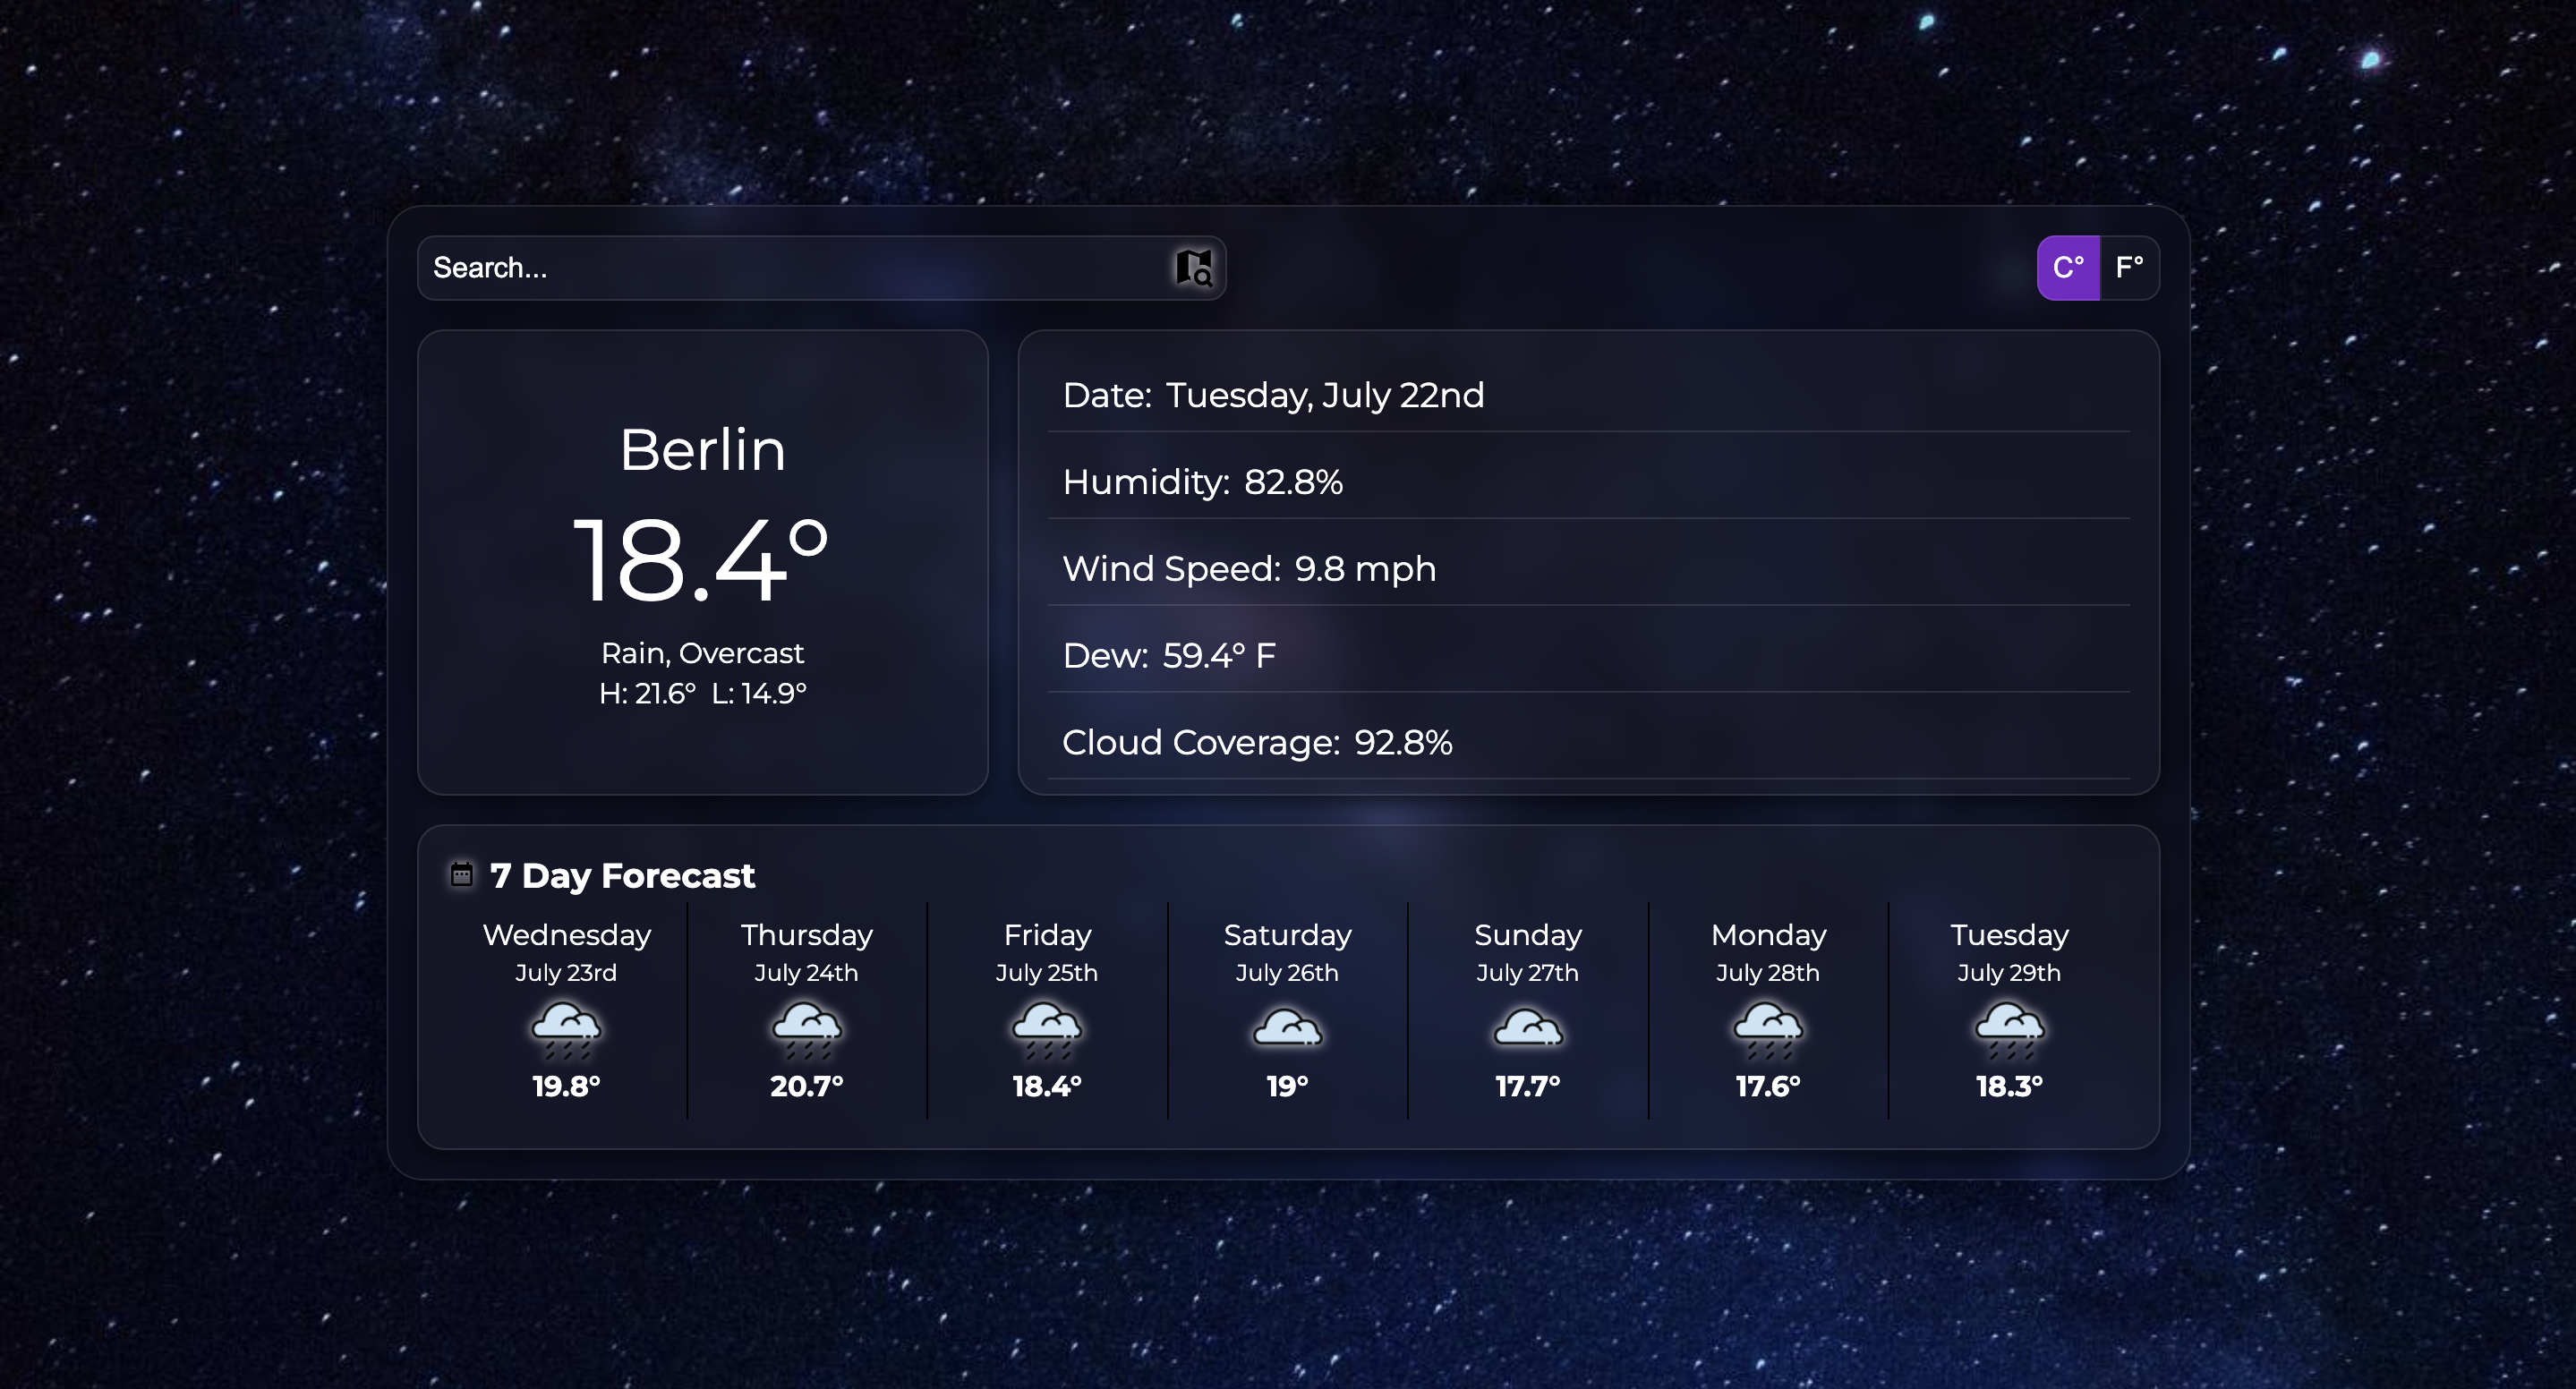 Search...
C° F°
Berlin
18.4°
Rain, Overcast
H: 21.6° L: 14.9°
Date: Tuesday, July 22nd
Humidity: 82.8%
Wind Speed: 9.8 mph
Dew: 59.4° F
Cloud Coverage: 92.8%
7 Day Forecast
Wednesday
July 23rd
19.8°
Thursday
July 24th
20.7°
Friday
July 25th
18.4°
Saturday
July 26th
19°
Sunday
July 27th
17.7°
Monday
July 28th
17.6°
Tuesday
July 29th
18.3°